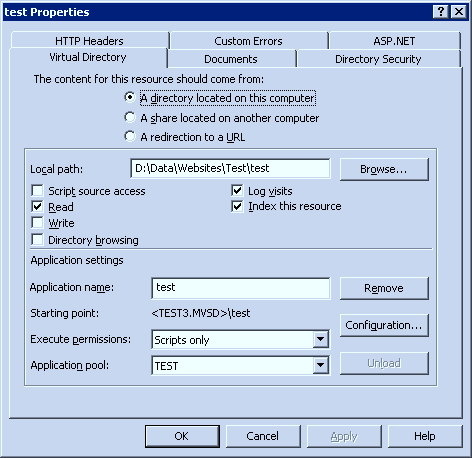 test Properties
HTTP Headers Custom Errors ASP.NET
Virtual Directory Documents Directory Security
The content for this resource should come from:
A directory located on this computer
A share located on another computer
A redirection to a URL
Local path: D:\Data\Websites\Test\test Browse...
Script source access Log visits
Read Index this resource
Write
Directory browsing
Application settings
Application name: test Remove
Starting point: <TEST3.MVSD>\test
Configuration...
Execute permissions: Scripts only
Application pool: TEST Unload
OK Cancel Apply Help